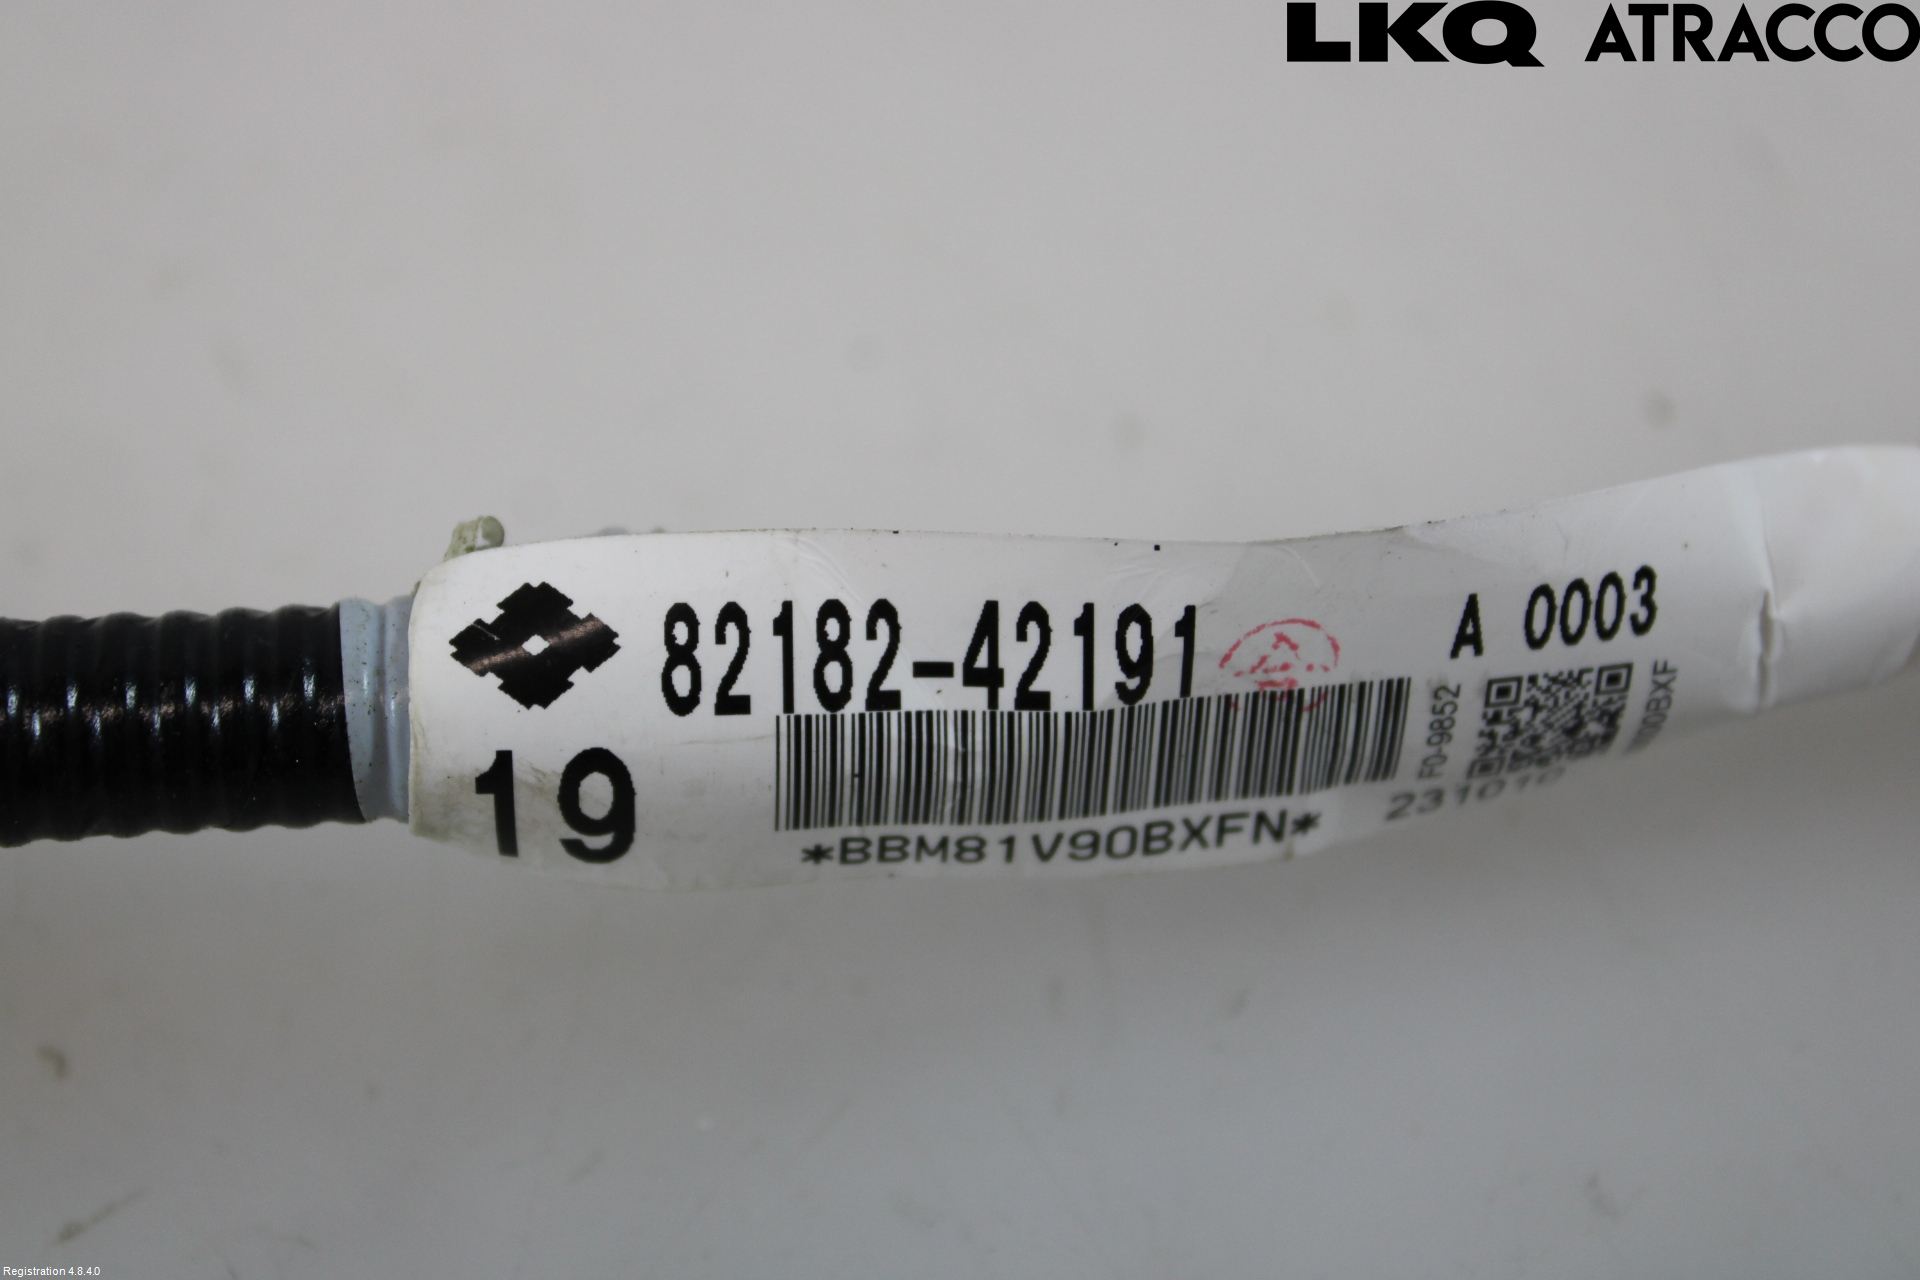 LKQ ATRACCO
82182-42191
A 0003
19
F0-9852
*BBM81V90BXFN*
Registration 4.8.4.0